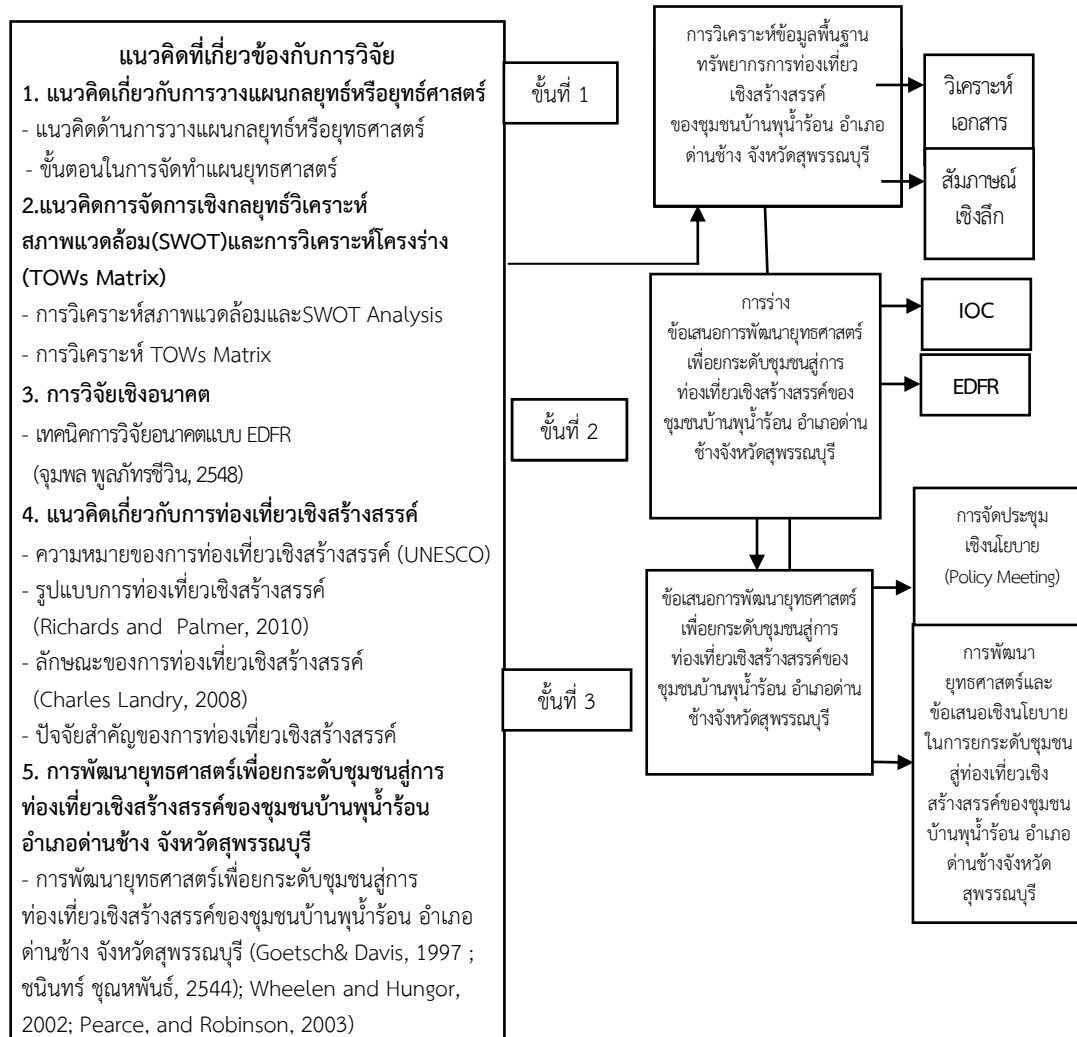 แนวคิดที่เกี่ยวข้องกับการวิจัย
1. แนวคิดเกี่ยวกับการวางแผนกลยุทธ์หรือยุทธ์ศาสตร์
- แนวคิดด้านการวางแผนกลยุทธ์หรือยุทธศาสตร์
- ขั้นตอนในการจัดทำแผนยุทธศาสตร์
2.แนวคิดการจัดการเชิงกลยุทธ์วิเคราะห์
สภาพแวดล้อม(SWOT)และการวิเคราะห์โครงร่าง
(TOWs Matrix)
- การวิเคราะห์สภาพแวดล้อมและSWOT Analysis
- การวิเคราะห์ TOWs Matrix
3. การวิจัยเชิงอนาคต
- เทคนิคการวิจัยอนาคตแบบ EDFR
(จุมพล พูลภัทรชีวิน, 2548)
4. แนวคิดเกี่ยวกับการท่องเที่ยวเชิงสร้างสรรค์
- ความหมายของการท่องเที่ยวเชิงสร้างสรรค์ (UNESCO)
- รูปแบบการท่องเที่ยวเชิงสร้างสรรค์
(Richards and Palmer, 2010)
- ลักษณะของการท่องเที่ยวเชิงสร้างสรรค์
(Charles Landry, 2008)
- ปัจจัยสำคัญของการท่องเที่ยวเชิงสร้างสรรค์
5. การพัฒนายุทธศาสตร์เพื่อยกระดับชุมชนสู่การ
ท่องเที่ยวเชิงสร้างสรรค์ของชุมชนบ้านพุน้ำร้อน
อำเภอด่านช้าง จังหวัดสุพรรณบุรี
- การพัฒนายุทธศาสตร์เพื่อยกระดับชุมชนสู่การ
ท่องเที่ยวเชิงสร้างสรรค์ของชุมชนบ้านพุน้ำร้อน อำเภอ
ด่านช้าง จังหวัดสุพรรณบุรี (Goetsch& Davis, 1997 ;
ชนินทร์ ชุณหพันธ์, 2544); Wheelen and Hungor,
2002; Pearce, and Robinson, 2003)
ขั้นที่ 1
การวิเคราะห์ข้อมูลพื้นฐาน
ทรัพยากรการท่องเที่ยว
เชิงสร้างสรรค์
ของชุมชนบ้านพุน้ำร้อน อำเภอ
ด่านช้าง จังหวัดสุพรรณบุรี
วิเคราะห์
เอกสาร
สัมภาษณ์
เชิงลึก
ขั้นที่ 2
การร่าง
ข้อเสนอการพัฒนายุทธศาสตร์
เพื่อยกระดับชุมชนสู่การ
ท่องเที่ยวเชิงสร้างสรรค์ของ
ชุมชนบ้านพุน้ำร้อน อำเภอด่าน
ช้างจังหวัดสุพรรณบุรี
IOC
EDFR
ขั้นที่ 3
ข้อเสนอการพัฒนายุทธศาสตร์
เพื่อยกระดับชุมชนสู่การ
ท่องเที่ยวเชิงสร้างสรรค์ของ
ชุมชนบ้านพุน้ำร้อน อำเภอด่าน
ช้างจังหวัดสุพรรณบุรี
การจัดประชุม
เชิงนโยบาย
(Policy Meeting)
การพัฒนา
ยุทธศาสตร์และ
ข้อเสนอเชิงนโยบาย
ในการยกระดับชุมชน
สู่ท่องเที่ยวเชิง
สร้างสรรค์ของชุมชน
บ้านพุน้ำร้อน อำเภอ
ด่านช้างจังหวัด
สุพรรณบุรี